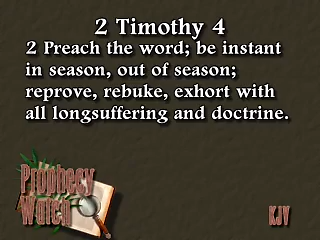 2 Timothy 4
2 Preach the word; be instant
in season, out of season;
reprove, rebuke, exhort with
all longsuffering and doctrine.
Prophecy
Watch
KJV